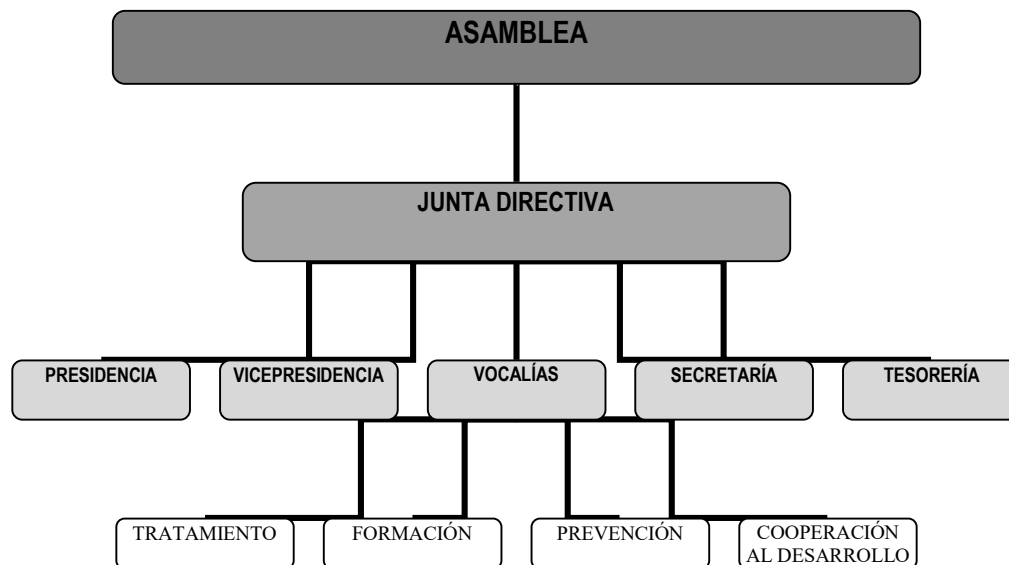 ASAMBLEA
JUNTA DIRECTIVA
PRESIDENCIA
VICEPRESIDENCIA
VOCALÍAS
SECRETARÍA
TESORERÍA
TRATAMIENTO
FORMACIÓN
PREVENCIÓN
COOPERACIÓN
AL DESARROLLO